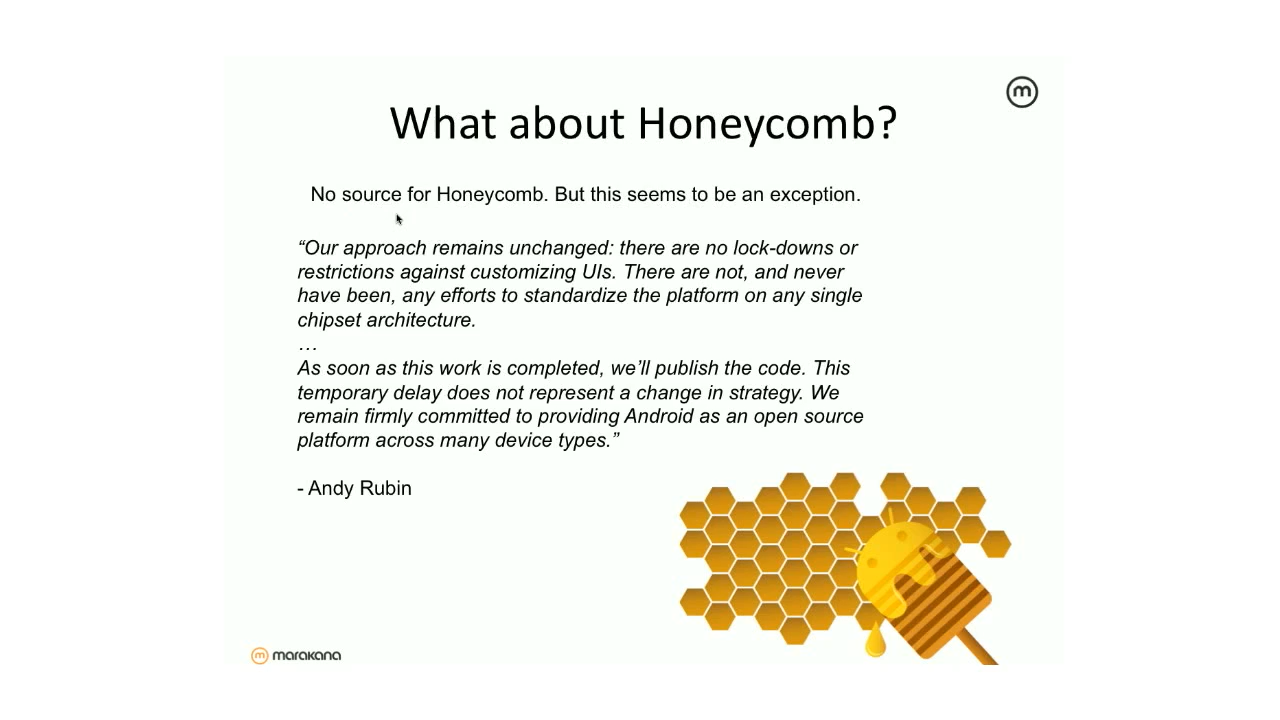 m
What about Honeycomb?
No source for Honeycomb. But this seems to be an exception.
“Our approach remains unchanged: there are no lock-downs or
restrictions against customizing UIs. There are not, and never
have been, any efforts to standardize the platform on any single
chipset architecture.
…
As soon as this work is completed, we’ll publish the code. This
temporary delay does not represent a change in strategy. We
remain firmly committed to providing Android as an open source
platform across many device types.”
- Andy Rubin
m marakana